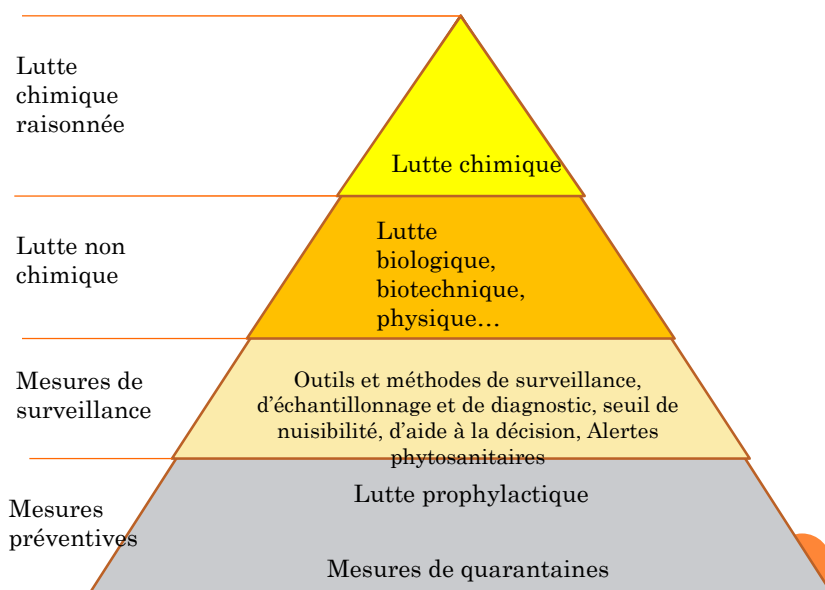 Lutte
chimique
raisonnée
Lutte chimique
Lutte non
chimique
Lutte
biologique,
biotechnique,
physique…
Mesures de
surveillance
Outils et méthodes de surveillance,
d'échantillonnage et de diagnostic, seuil de
nuisibilité, d'aide à la décision, Alertes
phytosanitaires
Mesures
préventives
Lutte prophylactique
Mesures de quarantaines